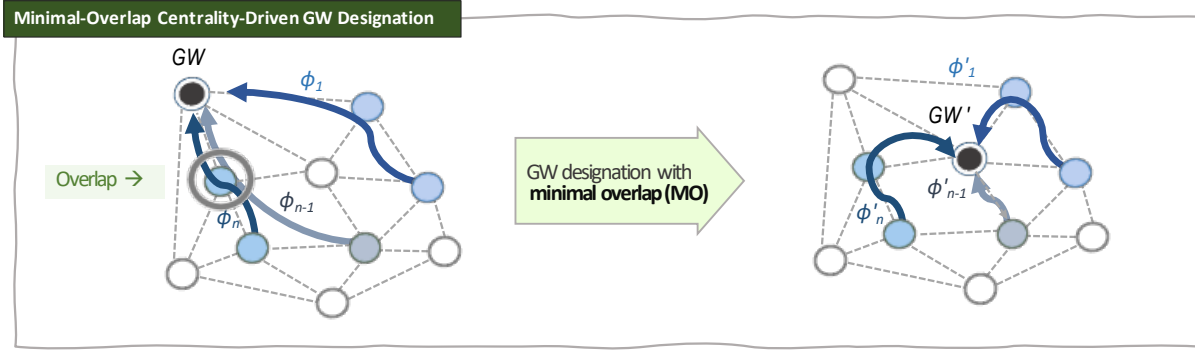 Minimal-Overlap Centrality-Driven GW Designation
GW
ϕ1
Overlap →
ϕn
ϕn-1
GW designation with
minimal overlap (MO)
ϕ'1
GW '
ϕ'n-1
ϕ'n